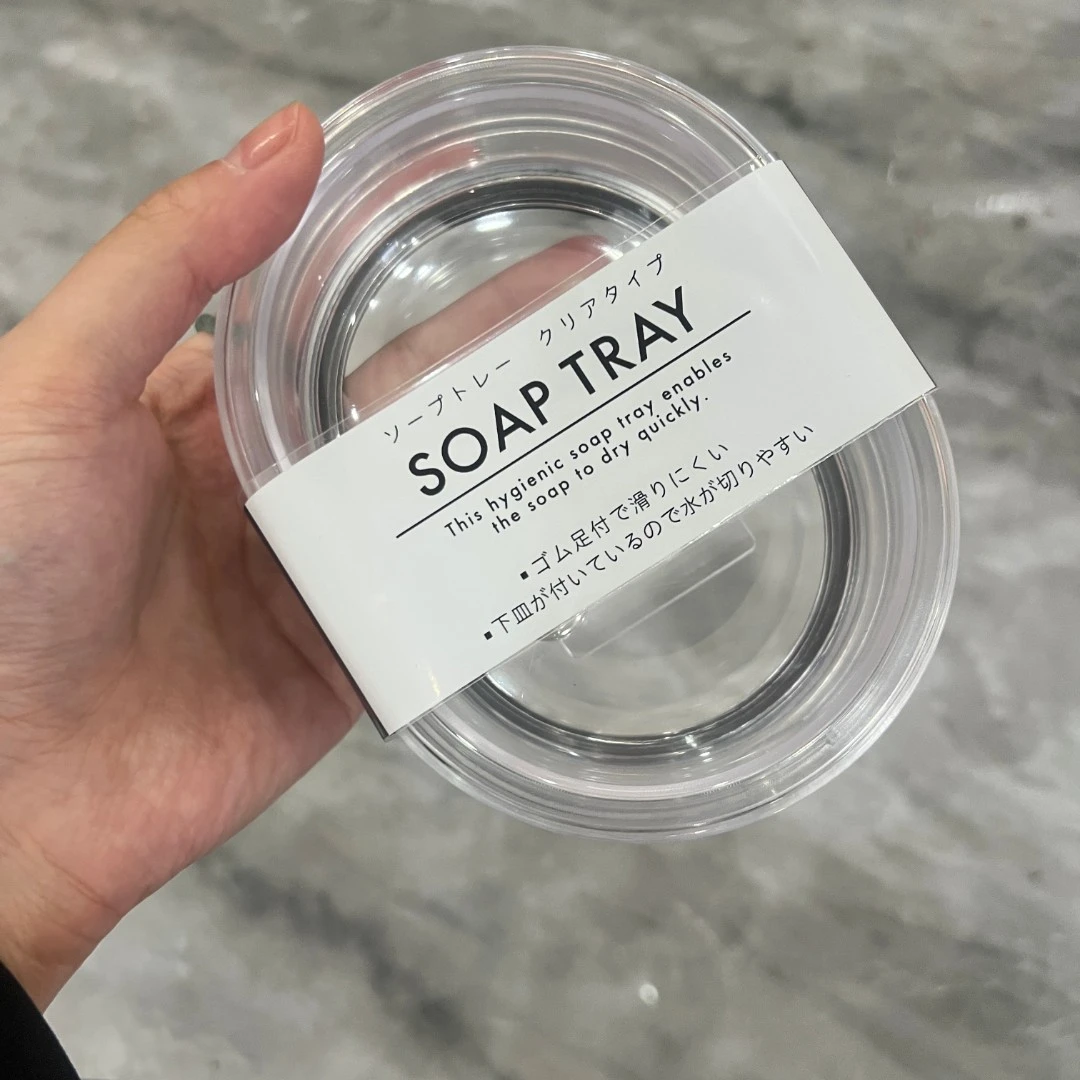 ソープトレー クリアタイプ
SOAP TRAY
This hygienic soap tray enables
the soap to dry quickly.
▪ゴム足付で滑りにくい
▪下皿が付いているので水が切りやすい